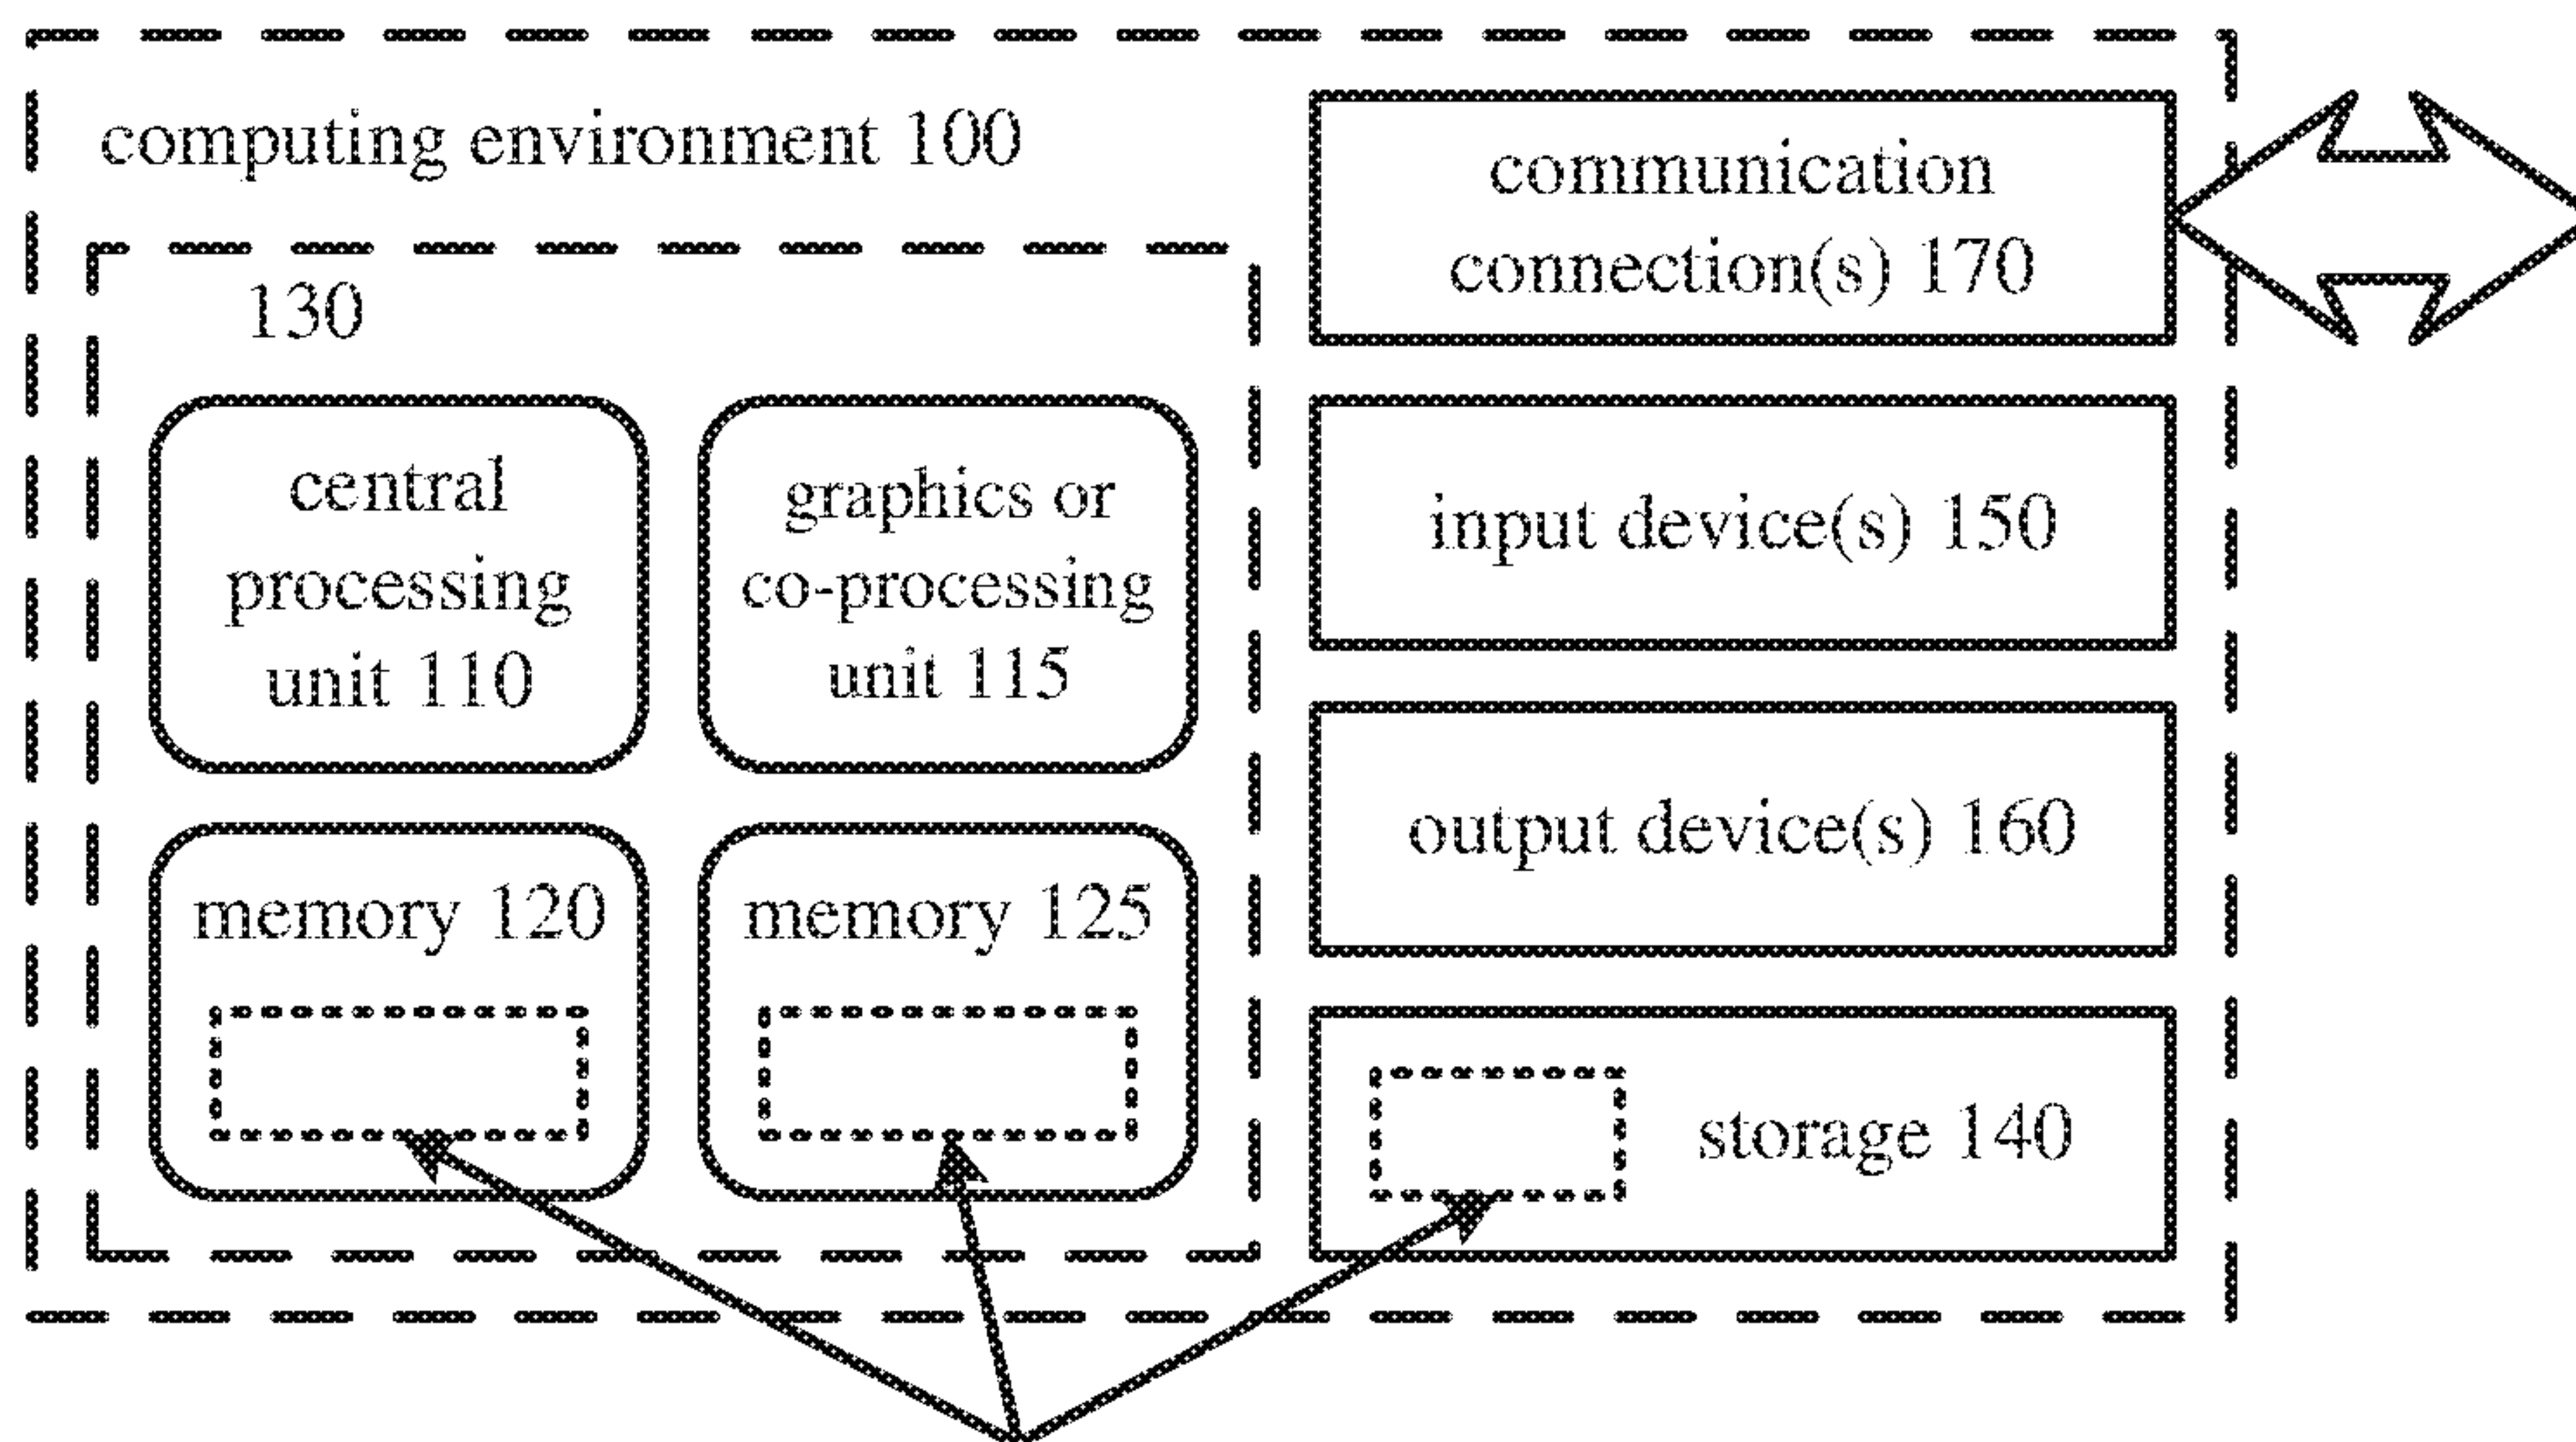 computing environment 100
130
central
processing
unit 110
graphics or
co-processing
unit 115
memory 120
memory 125
communication
connection(s) 170
input device(s) 150
output device(s) 160
storage 140